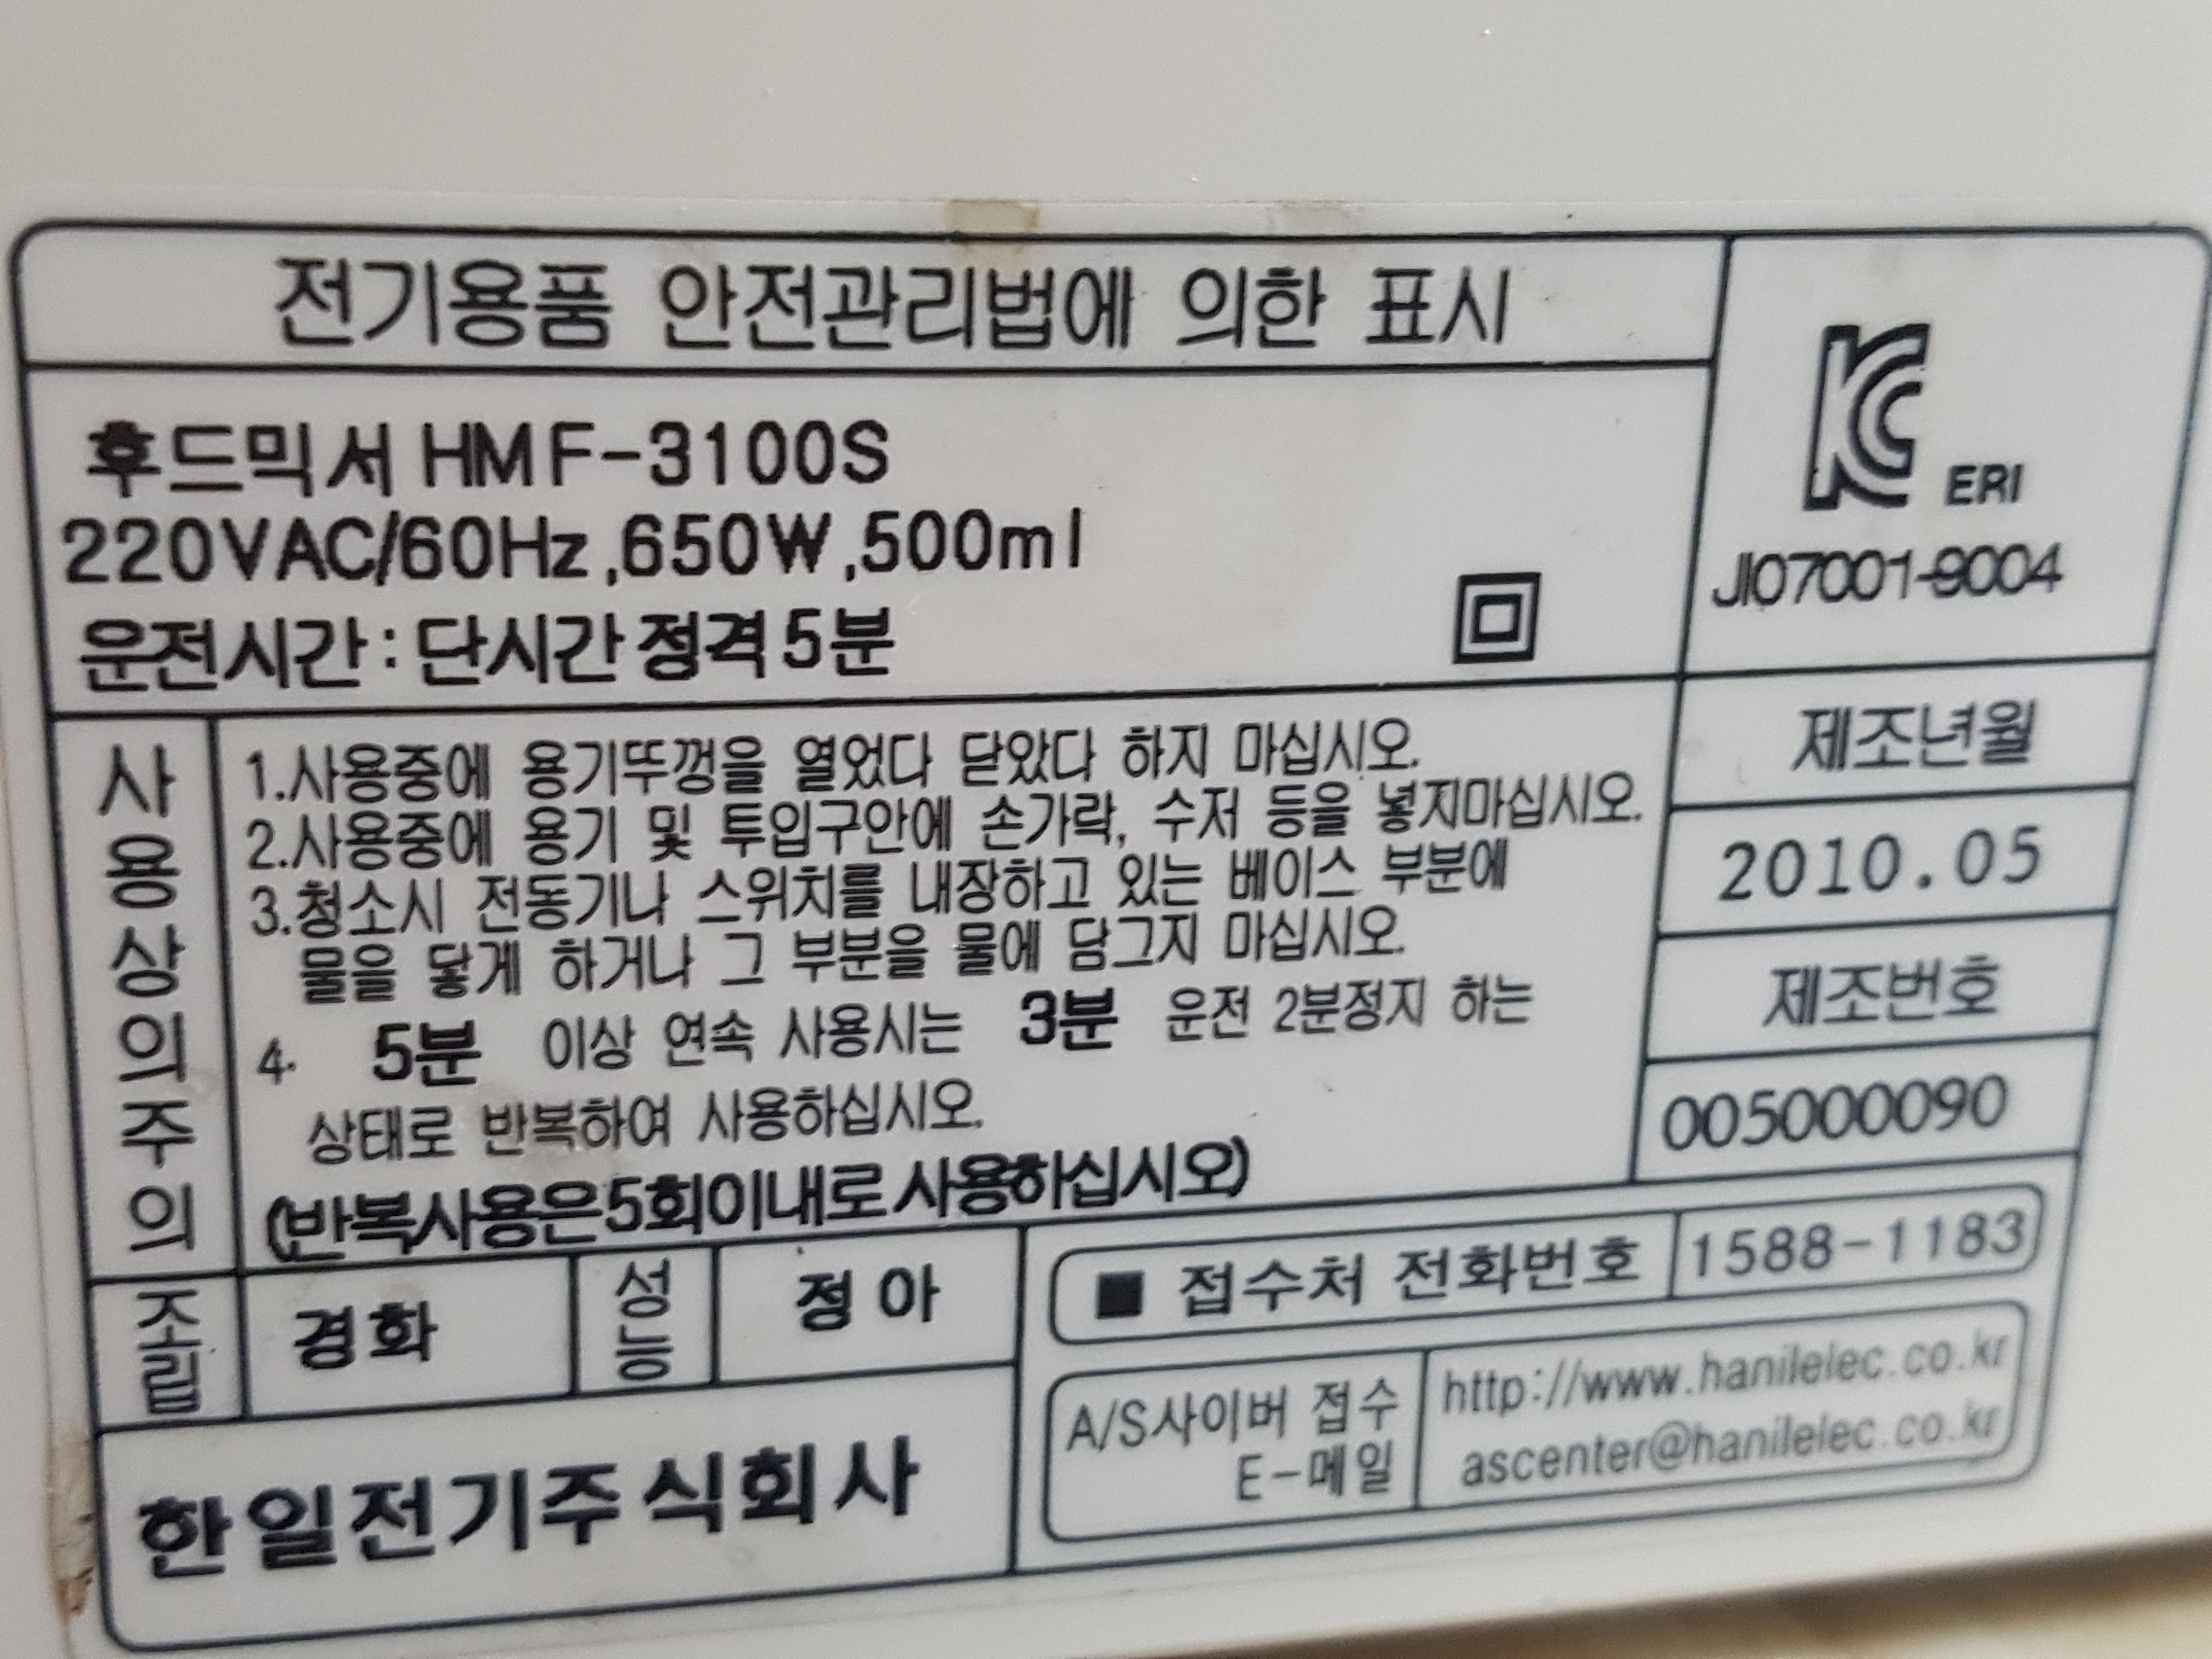 전기용품 안전관리법에 의한 표시
후드믹서 HMF-3100S
220VAC/60Hz,650W,500ml
운전시간 : 단시간 정격 5분
KC
ERI
JI07001-9004
사용상의주의
1.사용중에 용기뚜껑을 열었다 닫았다 하지 마십시오.
2.사용중에 용기 및 투입구안에 손가락, 수저 등을 넣지마십시오.
3.청소시 전동기나 스위치를 내장하고 있는 베이스 부분에
물을 닿게 하거나 그 부분을 물에 담그지 마십시오.
4. 5분 이상 연속 사용시는 3분 운전 2분정지 하는
상태로 반복하여 사용하십시오.
(반복사용은5회이내로 사용하십시오)
제조년월
2010.05
제조번호
005000090
조립 경화 성능 정아
한일전기주식회사
■ 접수처 전화번호 1588-1183
A/S사이버 접수 http://www.hanilelec.co.kr
E-메일 ascenter@hanilelec.co.kr